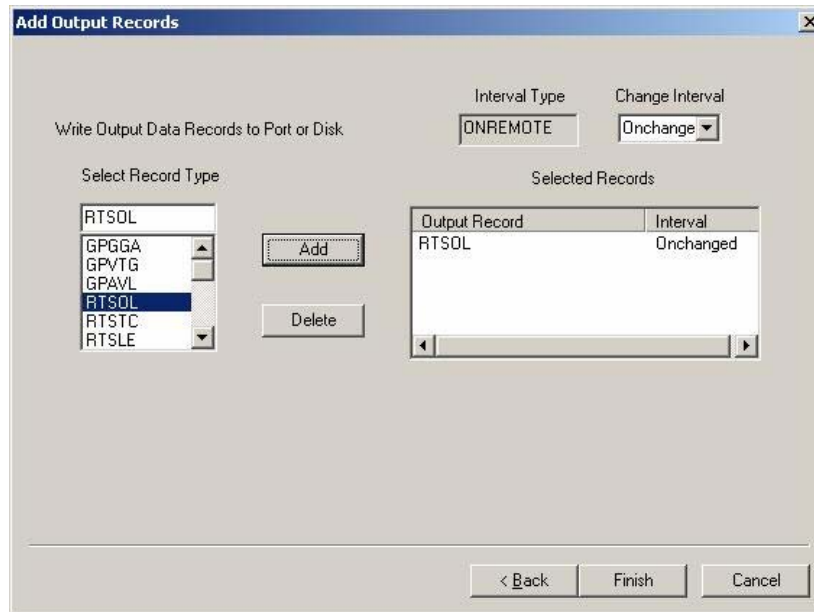 Add Output Records
Interval Type
Change Interval
Write Output Data Records to Port or Disk
ONREMOTE
Onchange
Select Record Type
Selected Records
RTSOL
GPGGA
GPVTG
GPAVL
RTSOL
RTSTC
RTSLE
Add
Delete
Output Record
Interval
RTSOL
Onchanged
< Back
Finish
Cancel